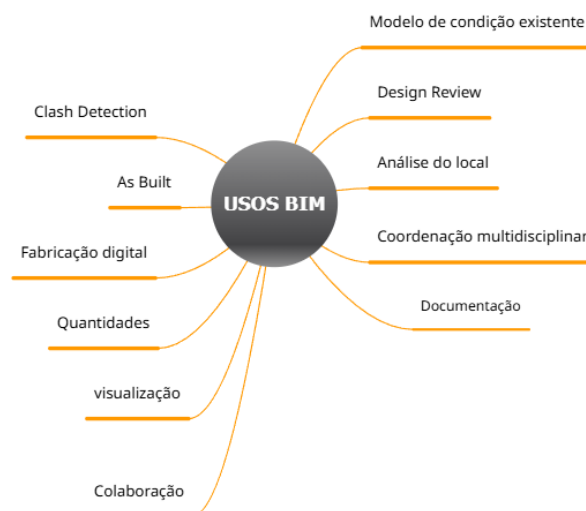 Modelo de condição existente
Design Review
Clash Detection
Análise do local
As Built
USOS BIM
Coordenação multidisciplinar
Fabricação digital
Documentação
Quantidades
visualização
Colaboração